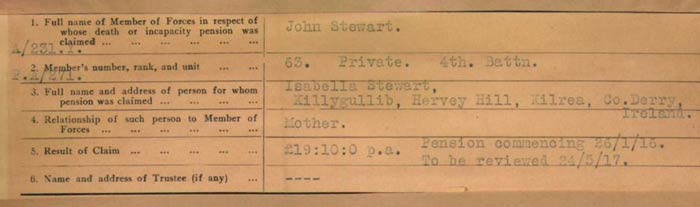 1. Full name of Member of Forces in respect of
whose death or incapacity pension was
claimed ... ... ... ... ... ...
John Stewart.
A/231.1.
2. Member's number, rank, and unit ... ...
63. Private. 4th. Battn.
P.A/271.
3. Full name and address of person for whom
pension was claimed ... ... ... ...
Isabella Stewart,
Killygullib, Hervey Hill, Kilrea, Co.Derry,
Ireland.
4. Relationship of such person to Member of
Forces ... ... ... ... ... ...
Mother.
5. Result of Claim ... ... ... ... ...
£19:10:0 p.a. Pension commencing 26/1/16.
To be reviewed 24/5/17.
6. Name and address of Trustee (if any) ...
----